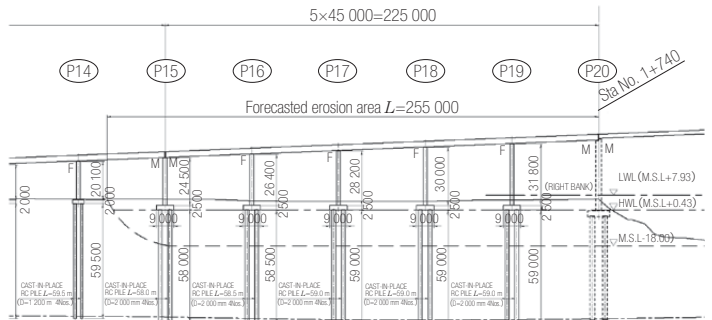 5×45 000=225 000
P14 P15 P16 P17 P18 P19 P20
Sta No. 1+740
Forecasted erosion area L=255 000
F M M F F F F M M
20 100 24 500 26 400 28 200 30 000 31 800
LWL (M.S.L+7.93)
(RIGHT BANK)
HWL (M.S.L+0.43)
2 000 2 000 2 500 2 500 2 500 2 500 2 500
9 000 9 000 9 000 9 000 9 000
M.S.L-18.00)
59 500 58 000 58 500 59 000 59 000 59 000
CAST-IN-PLACE CAST-IN-PLACE CAST-IN-PLACE CAST-IN-PLACE CAST-IN-PLACE CAST-IN-PLACE
RC PILE L=59.5 m RC PILE L=58.0 m RC PILE L=58.5 m RC PILE L=59.0 m RC PILE L=59.0 m RC PILE L=59.0 m
(D=1 200 m 4Nos.) (D=2 000 mm 4Nos.) (D=2 000 mm 4Nos.) (D=2 000 mm 4Nos.) (D=2 000 mm 4Nos.) (D=2 000 mm 4Nos.)